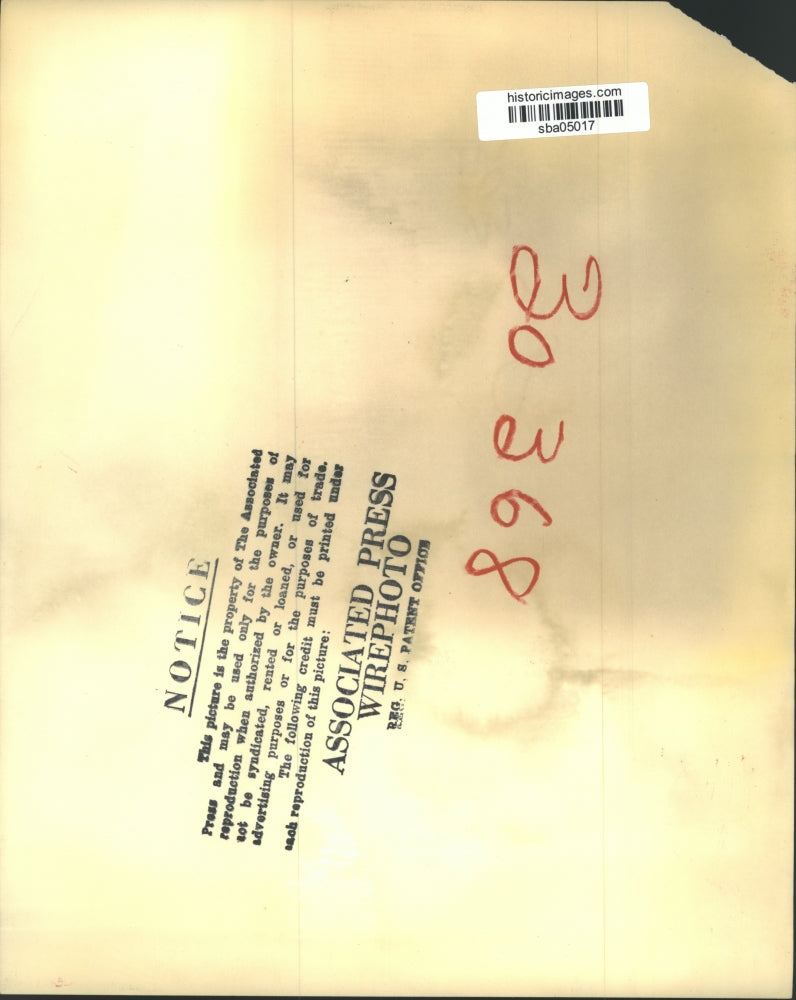 historicimages.com
sba05017
30 368
NOTICE
This picture is the property of The Associated
Press and may be used only for the purposes of
reproduction when authorized by the owner. It may
not be syndicated, rented or loaned, or used for
advertising purposes or for the purposes of trade.
The following credit must be printed under
each reproduction of this picture:
ASSOCIATED PRESS
WIREPHOTO
REG. U. S. PATENT OFFICE